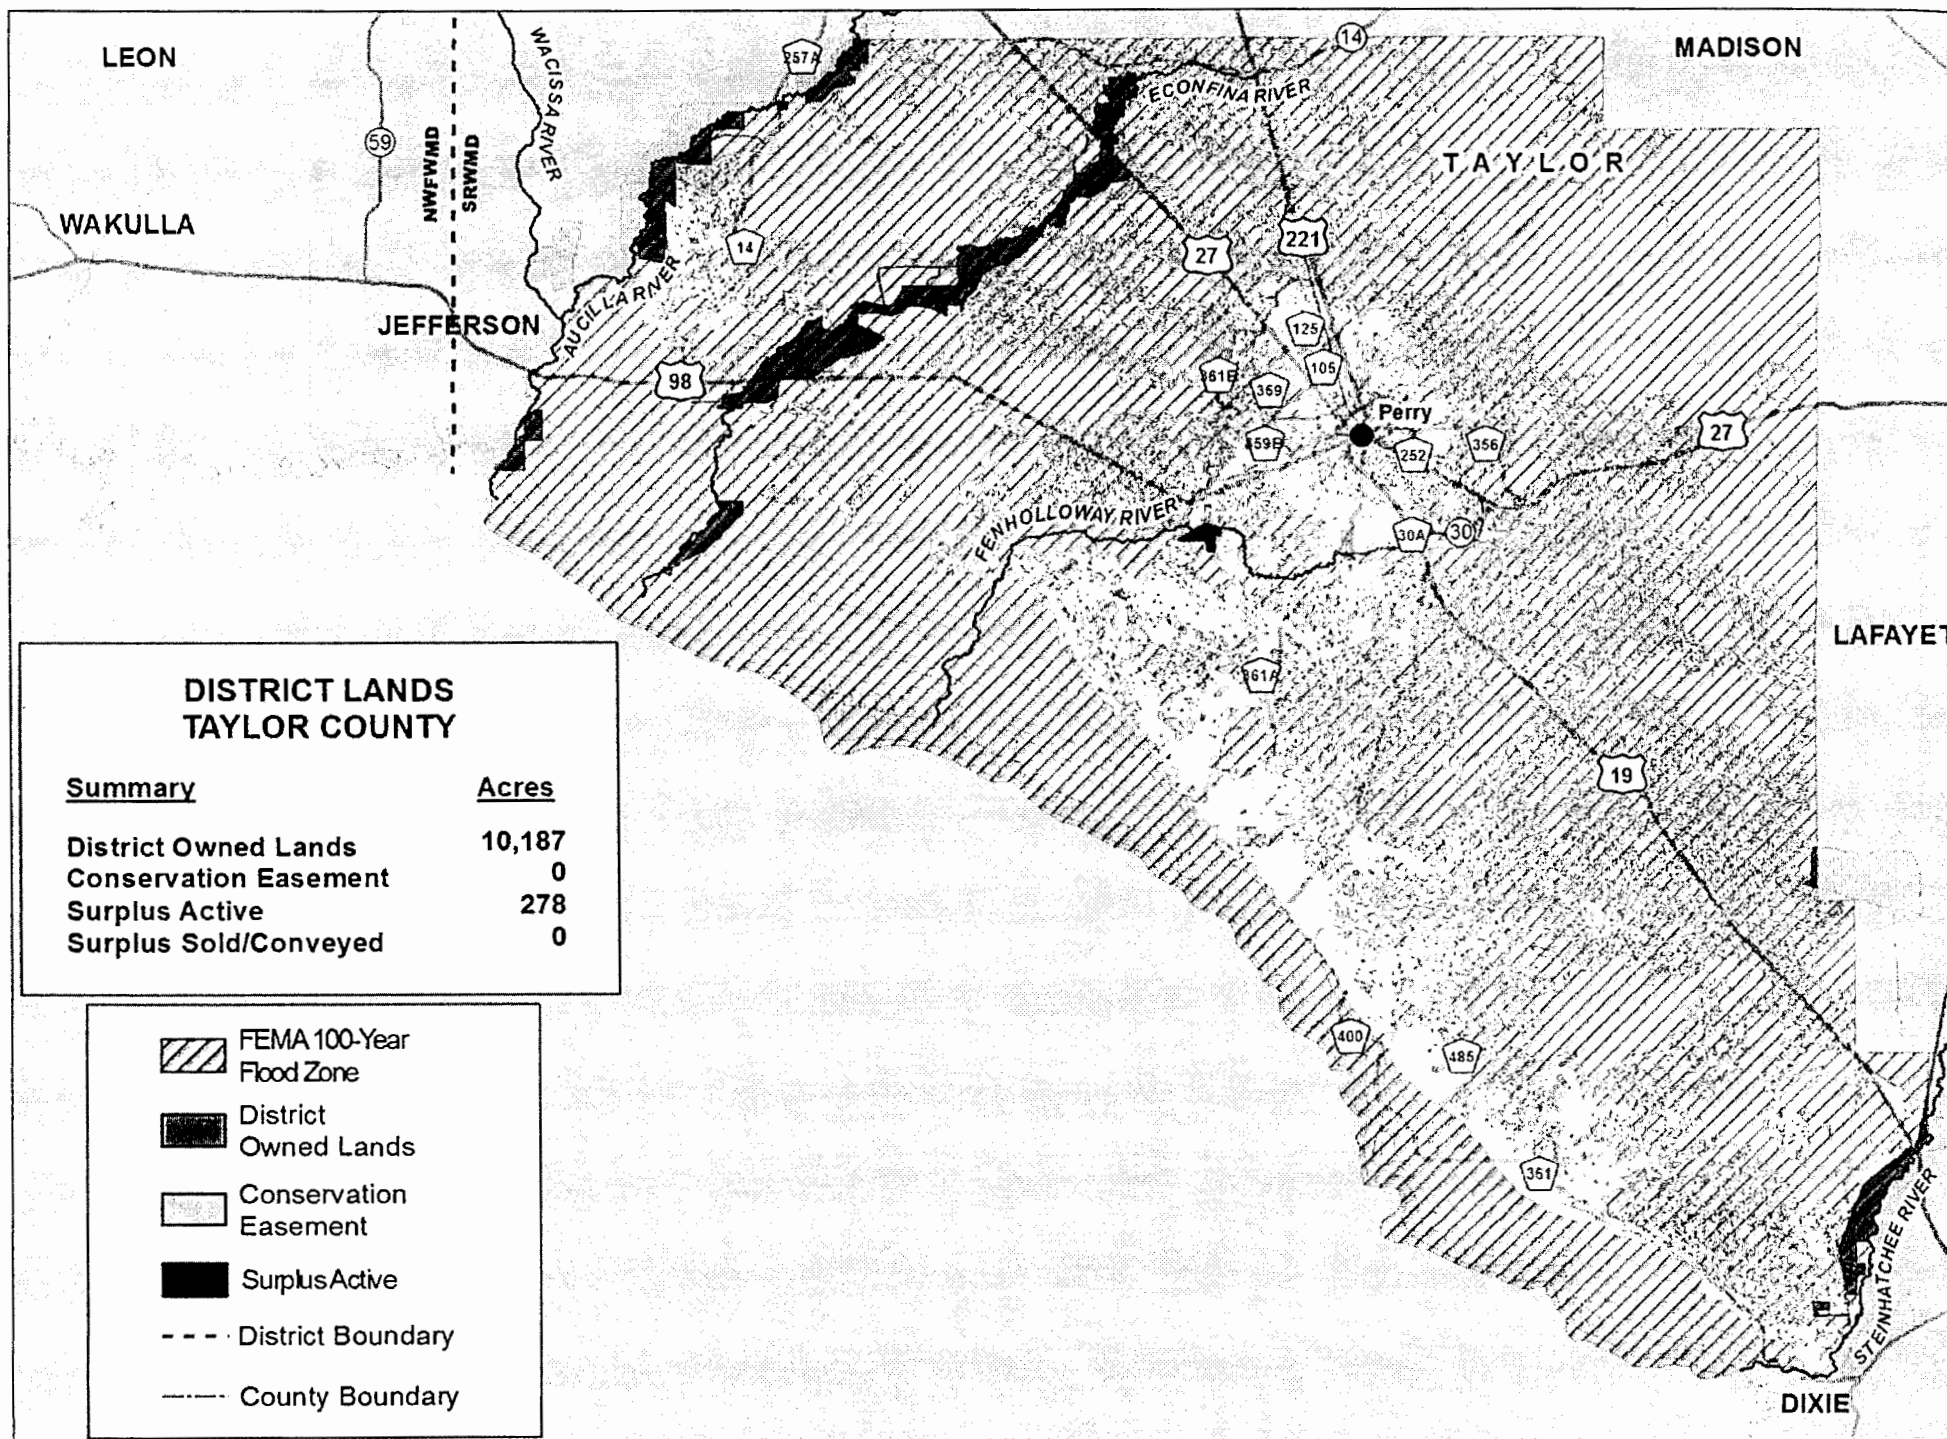 LEON
WACISSA RIVER
257A
14
MADISON
59
NWFWMD
SRWMD
ECONFINA RIVER
TAYLOR
WAKULLA
14
27
221
JEFFERSON
AUCILLA RIVER
125
98
361B
369
105
Perry
27
359B
252
356
FENHOLLOWAY RIVER
30A
30
LAFAYET
361A
DISTRICT LANDS
TAYLOR COUNTY
Summary Acres
District Owned Lands 10,187
Conservation Easement 0
Surplus Active 278
Surplus Sold/Conveyed 0
19
400
485
FEMA 100-Year
Flood Zone
District
Owned Lands
Conservation
Easement
Surplus Active
District Boundary
County Boundary
361
STEINHATCHEE RIVER
DIXIE